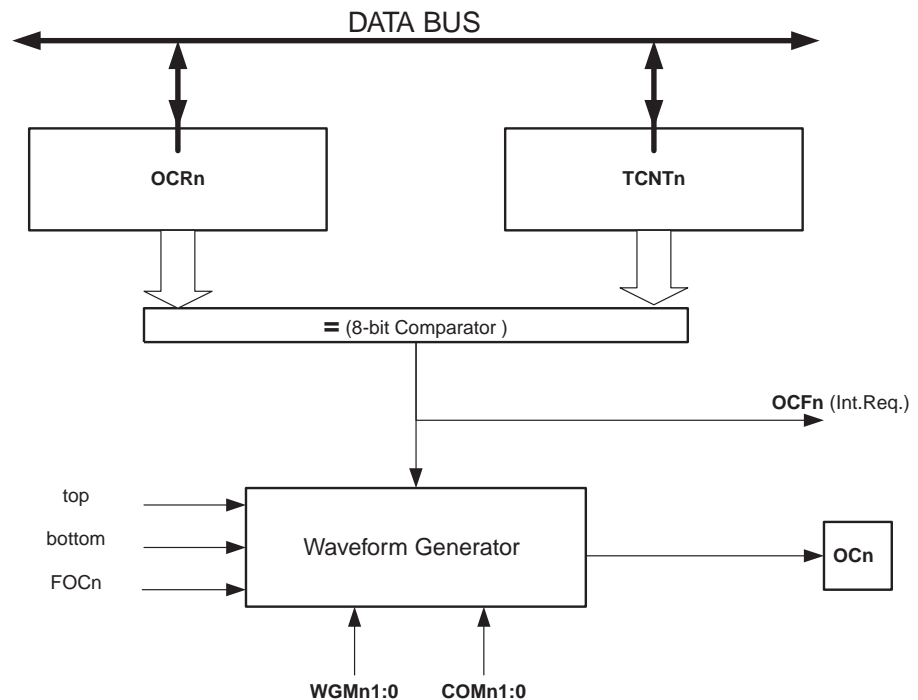 DATA BUS
OCRn
TCNTn
= (8-bit Comparator )
OCFn (Int.Req.)
top
bottom
FOCn
Waveform Generator
OCn
WGMn1:0
COMn1:0